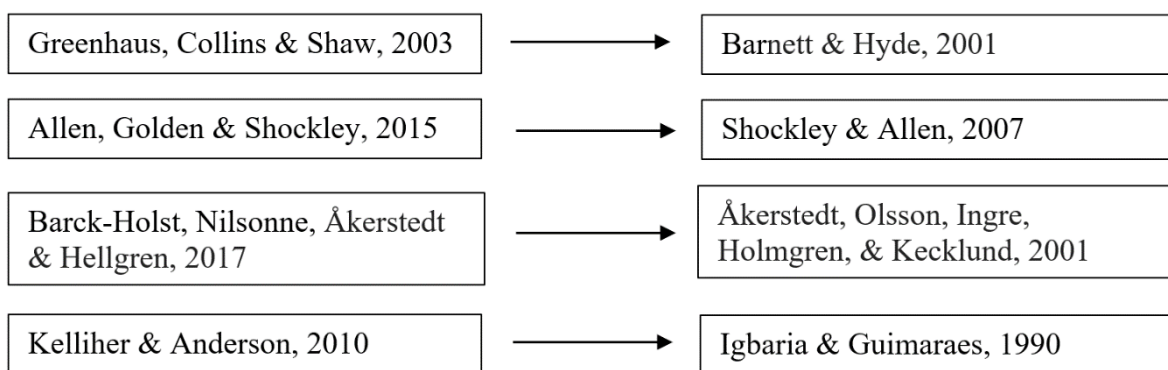 Greenhaus, Collins & Shaw, 2003
Barnett & Hyde, 2001
Allen, Golden & Shockley, 2015
Shockley & Allen, 2007
Barck-Holst, Nilsonne, Åkerstedt
& Hellgren, 2017
Åkerstedt, Olsson, Ingre,
Holmgren, & Kecklund, 2001
Kelliher & Anderson, 2010
Igbaria & Guimaraes, 1990